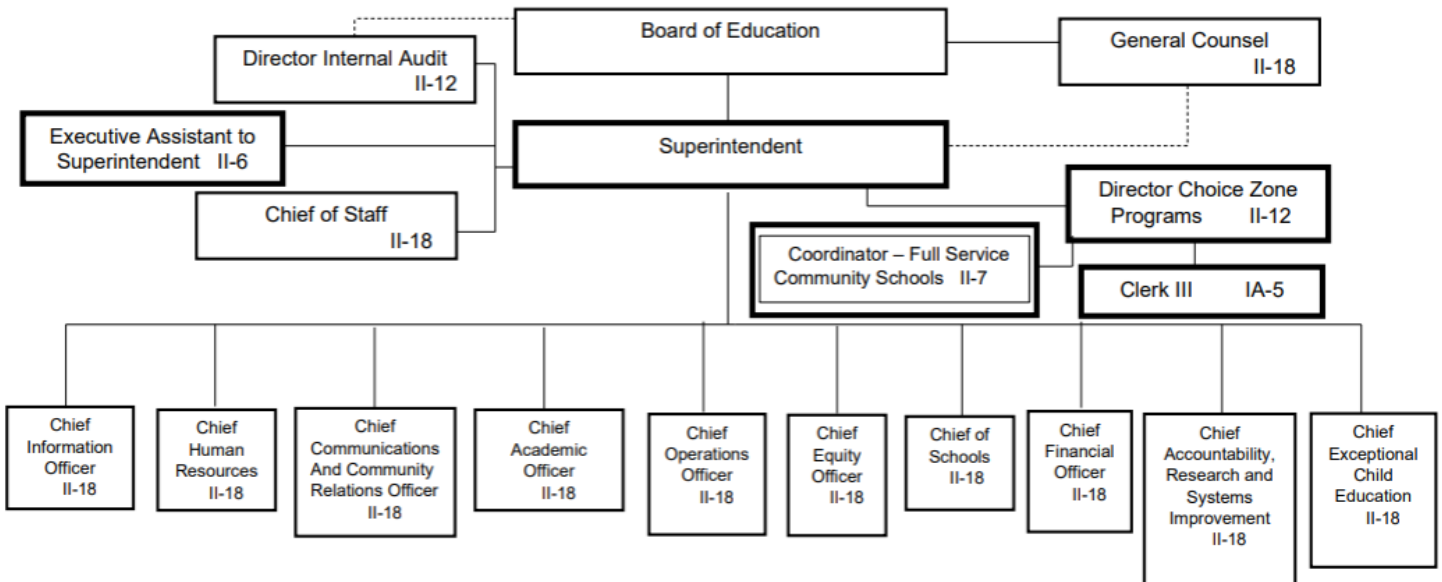 Board of Education
Director Internal Audit
II-12
General Counsel
II-18
Executive Assistant to
Superintendent II-6
Superintendent
Chief of Staff
II-18
Director Choice Zone
Programs II-12
Coordinator – Full Service
Community Schools II-7
Clerk III IA-5
Chief
Information
Officer
II-18
Chief
Human
Resources
II-18
Chief
Communications
And Community
Relations Officer
II-18
Chief
Academic
Officer
II-18
Chief
Operations
Officer
II-18
Chief
Equity
Officer
II-18
Chief of
Schools
II-18
Chief
Financial
Officer
II-18
Chief
Accountability,
Research and
Systems
Improvement
II-18
Chief
Exceptional
Child
Education
II-18